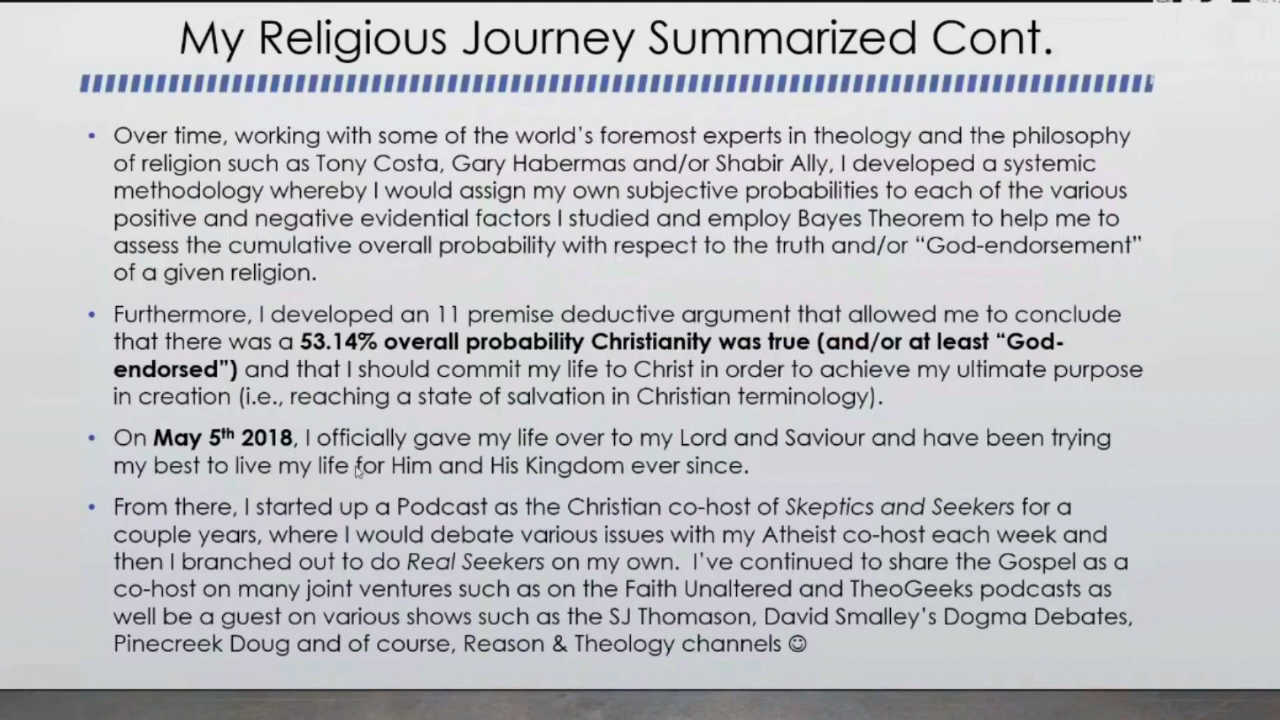 My Religious Journey Summarized Cont.
• Over time, working with some of the world's foremost experts in theology and the philosophy
of religion such as Tony Costa, Gary Habermas and/or Shabir Ally, I developed a systemic
methodology whereby I would assign my own subjective probabilities to each of the various
positive and negative evidential factors I studied and employ Bayes Theorem to help me to
assess the cumulative overall probability with respect to the truth and/or “God-endorsement”
of a given religion.
• Furthermore, I developed an 11 premise deductive argument that allowed me to conclude
that there was a 53.14% overall probability Christianity was true (and/or at least “God-
endorsed”) and that I should commit my life to Christ in order to achieve my ultimate purpose
in creation (i.e., reaching a state of salvation in Christian terminology).
• On May 5th 2018, I officially gave my life over to my Lord and Saviour and have been trying
my best to live my life for Him and His Kingdom ever since.
• From there, I started up a Podcast as the Christian co-host of Skeptics and Seekers for a
couple years, where I would debate various issues with my Atheist co-host each week and
then I branched out to do Real Seekers on my own. I've continued to share the Gospel as a
co-host on many joint ventures such as on the Faith Unaltered and TheoGeeks podcasts as
well be a guest on various shows such as the SJ Thomason, David Smalley's Dogma Debates,
Pinecreek Doug and of course, Reason & Theology channels ☺